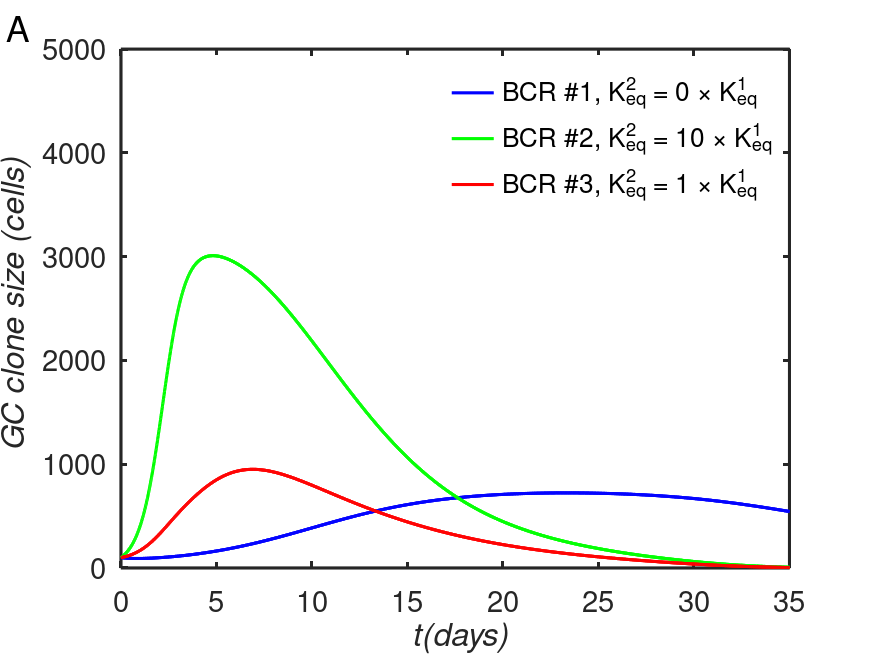 A
5000
4000
3000
2000
1000
0
GC clone size (cells)
BCR #1, K²eq = 0 × K¹eq
BCR #2, K²eq = 10 × K¹eq
BCR #3, K²eq = 1 × K¹eq
0 5 10 15 20 25 30 35
t(days)